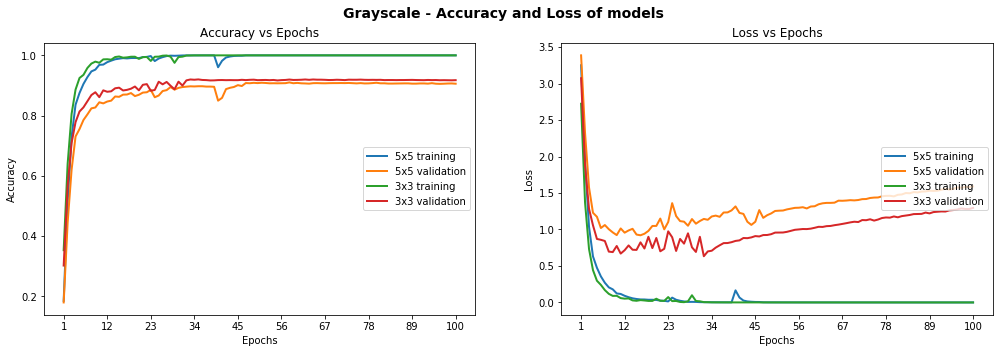 Grayscale - Accuracy and Loss of models
Accuracy vs Epochs
1.0
0.8
0.6
0.4
0.2
Accuracy
5x5 training
5x5 validation
3x3 training
3x3 validation
1 12 23 34 45 56 67 78 89 100
Epochs
Loss vs Epochs
3.5
3.0
2.5
2.0
1.5
1.0
0.5
0.0
Loss
5x5 training
5x5 validation
3x3 training
3x3 validation
1 12 23 34 45 56 67 78 89 100
Epochs